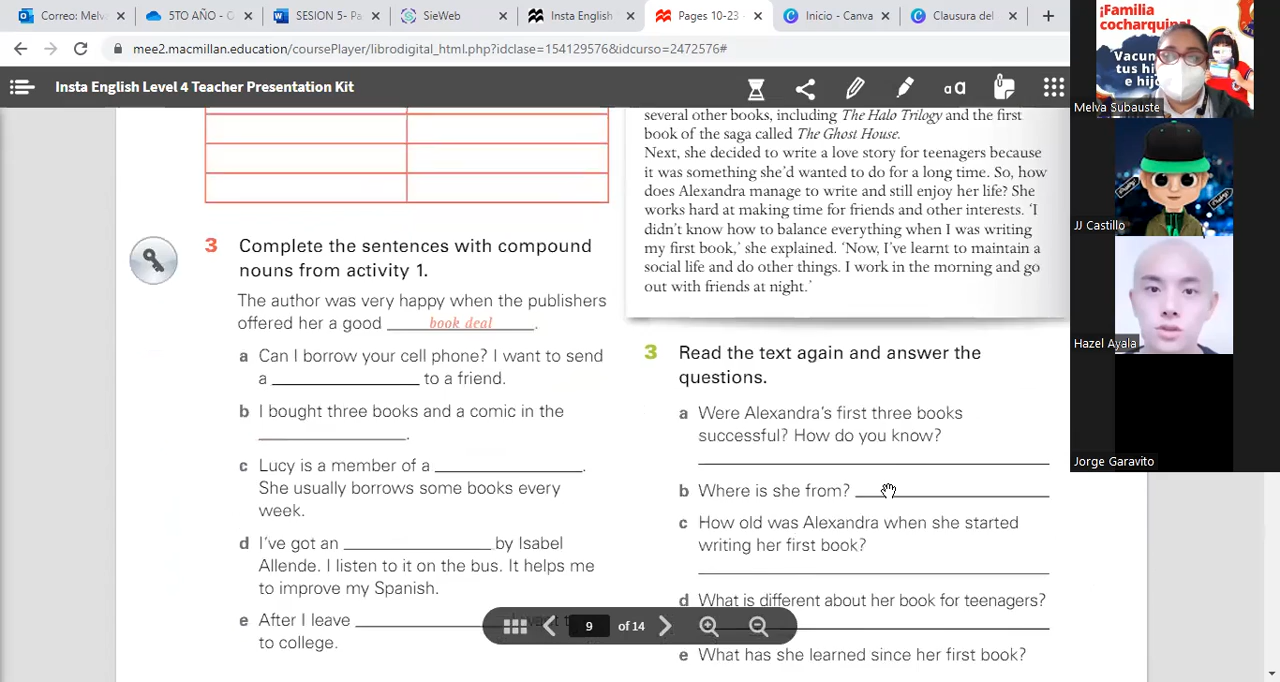 Correo: Melva
5TO AÑO - O
SESION 5- Pa
SieWeb
Insta English
Pages 10-23
Inicio - Canva
Clausura del
mee2.macmillan.education/coursePlayer/librodigital_html.php?idclase=154129576&idcurso=2472576#
Insta English Level 4 Teacher Presentation Kit
aa
3 Complete the sentences with compound
nouns from activity 1.
The author was very happy when the publishers
offered her a good book deal.
a Can I borrow your cell phone? I want to send
a ____________ to a friend.
b I bought three books and a comic in the
____________.
c Lucy is a member of a ____________.
She usually borrows some books every
week.
d I've got an ____________ by Isabel
Allende. I listen to it on the bus. It helps me
to improve my Spanish.
e After I leave ____________
to college.
several other books, including The Halo Trilogy and the first
book of the saga called The Ghost House.
Next, she decided to write a love story for teenagers because
it was something she'd wanted to do for a long time. So, how
does Alexandra manage to write and still enjoy her life? She
works hard at making time for friends and other interests. 'I
didn't know how to balance everything when I was writing
my first book,' she explained. 'Now, I've learnt to maintain a
social life and do other things. I work in the morning and go
out with friends at night.'
3 Read the text again and answer the
questions.
a Were Alexandra's first three books
successful? How do you know?
b Where is she from? ____________
c How old was Alexandra when she started
writing her first book?
d What is different about her book for teenagers?
e What has she learned since her first book?
9 of 14
¡Familia
cocharquina!
Vacun
tus hi
e hij
Melva Subauste
JJ Castillo
Hazel Ayala
Jorge Garavito